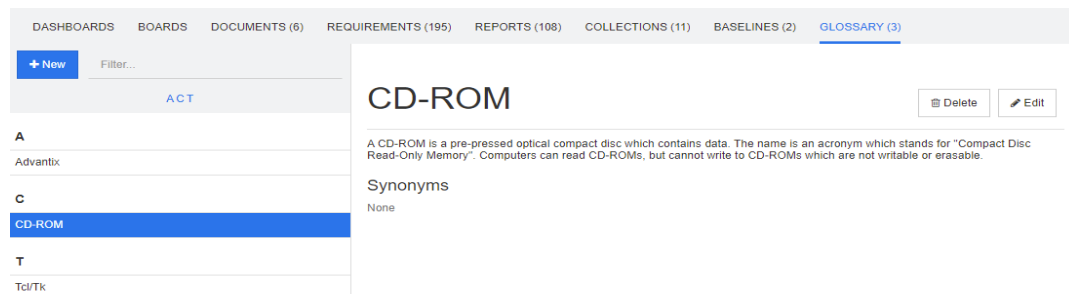 DASHBOARDS BOARDS DOCUMENTS (6) REQUIREMENTS (195) REPORTS (108) COLLECTIONS (11) BASELINES (2) GLOSSARY (3)
+ New Filter...
A C T
A
Advantix
C
CD-ROM
T
Tcl/Tk
CD-ROM
Delete Edit
A CD-ROM is a pre-pressed optical compact disc which contains data. The name is an acronym which stands for "Compact Disc
Read-Only Memory". Computers can read CD-ROMs, but cannot write to CD-ROMs which are not writable or erasable.
Synonyms
None